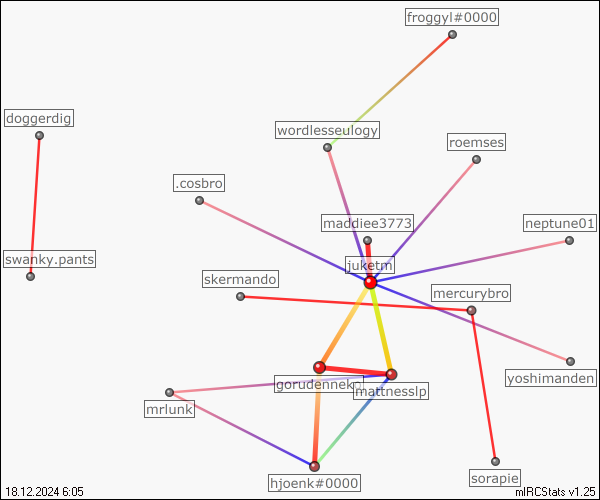 froggyl#0000
doggerdig
wordlesseulogy
roemses
.cosbro
maddiee3773
neptune01
swanky.pants
juketm
skermando
mercurybro
gorudenneko
mattnesslp
yoshimanden
mrlunk
hjoenk#0000
sorapie
18.12.2024 6:05
mIRCStats v1.25